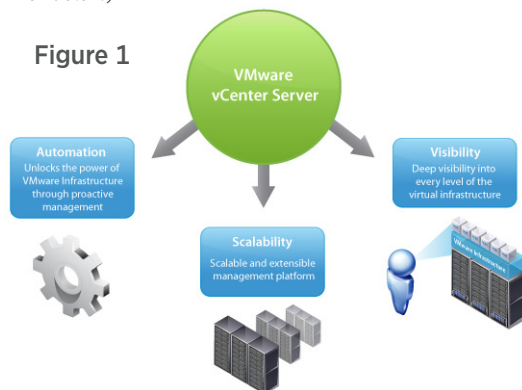 Figure 1
VMware
vCenter Server
Automation
Unlocks the power of
VMware Infrastructure
through proactive
management
Scalability
Scalable and extensible
management platform
Visibility
Deep visibility into
every level of the
virtual infrastructure
VMware Infrastructure